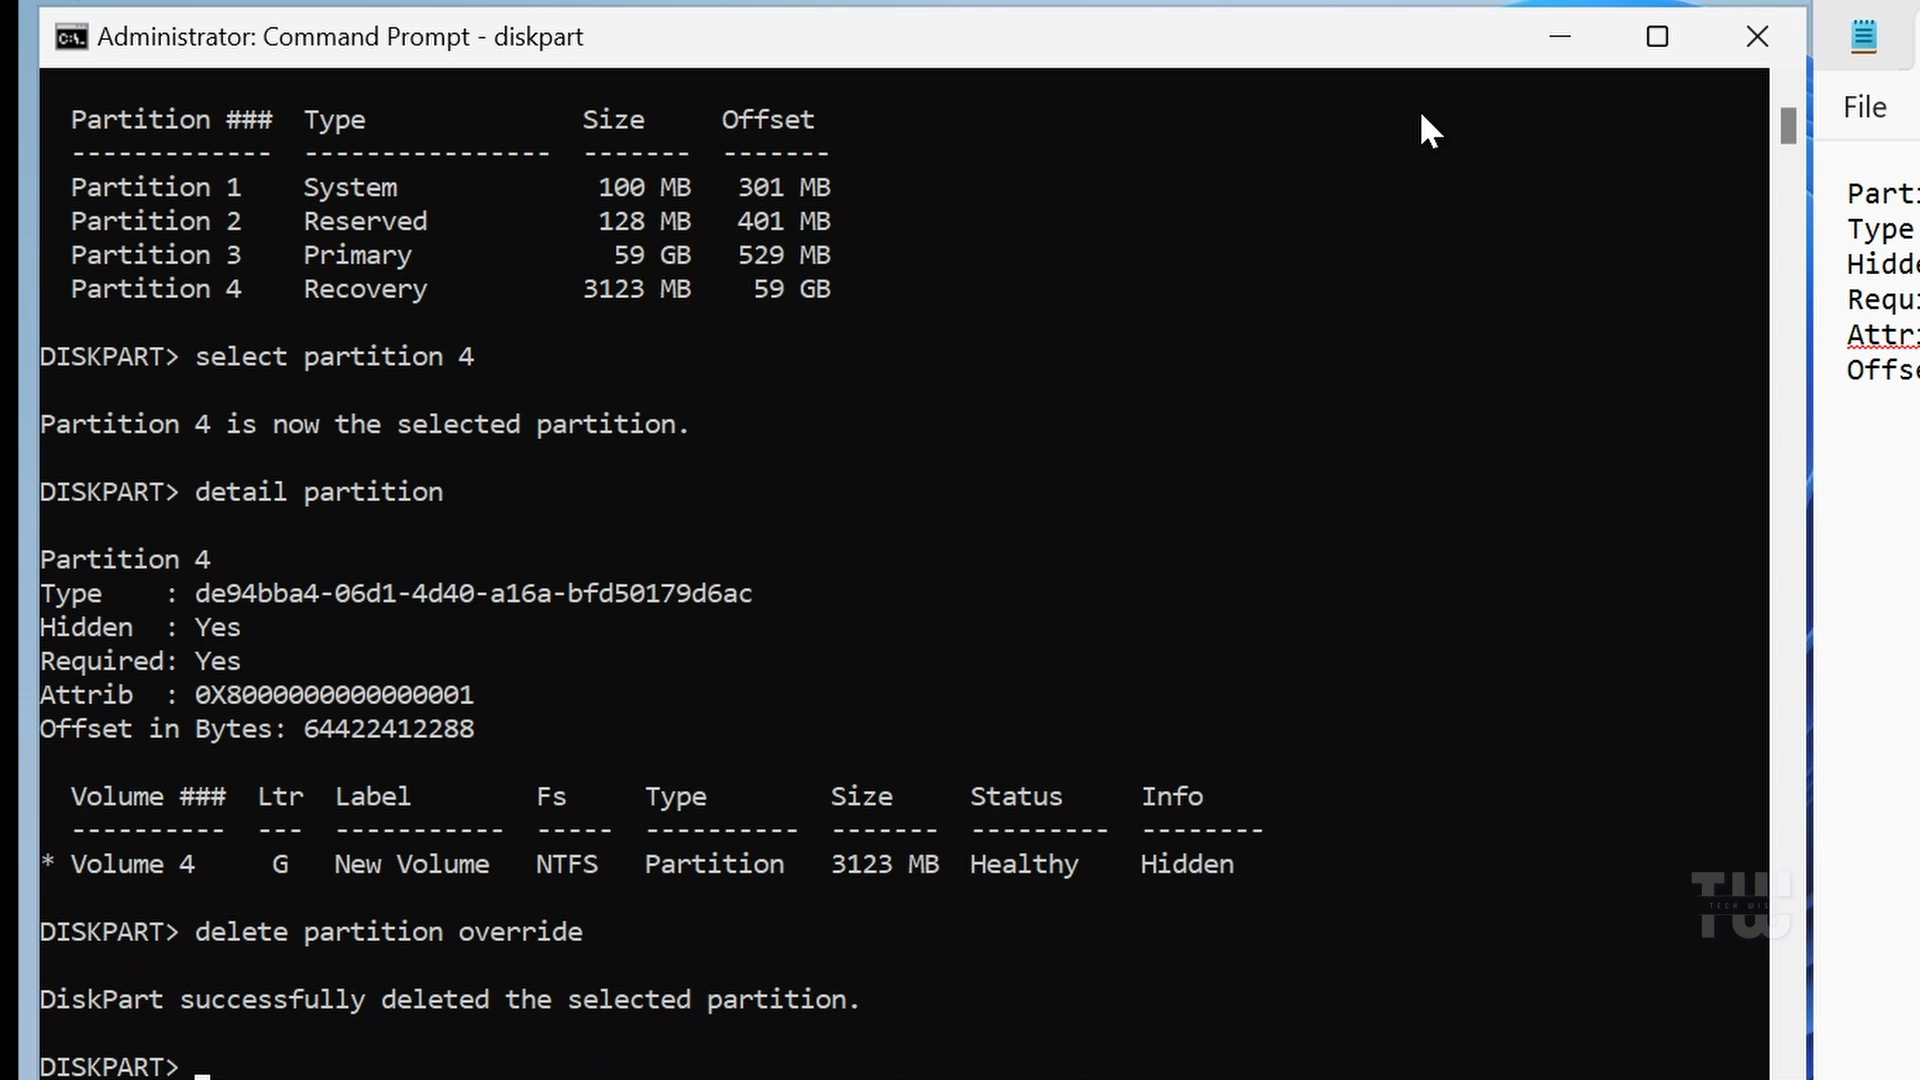 Administrator: Command Prompt - diskpart
Partition ### Type Size Offset
------------- ---------------- ------- -------
Partition 1 System 100 MB 301 MB
Partition 2 Reserved 128 MB 401 MB
Partition 3 Primary 59 GB 529 MB
Partition 4 Recovery 3123 MB 59 GB
DISKPART> select partition 4
Partition 4 is now the selected partition.
DISKPART> detail partition
Partition 4
Type : de94bba4-06d1-4d40-a16a-bfd50179d6ac
Hidden : Yes
Required: Yes
Attrib : 0X8000000000000001
Offset in Bytes: 64422412288
Volume ### Ltr Label Fs Type Size Status Info
---------- --- ----------- ----- ---------- ------- --------- --------
* Volume 4 G New Volume NTFS Partition 3123 MB Healthy Hidden
DISKPART> delete partition override
DiskPart successfully deleted the selected partition.
DISKPART>
File
Type
TW